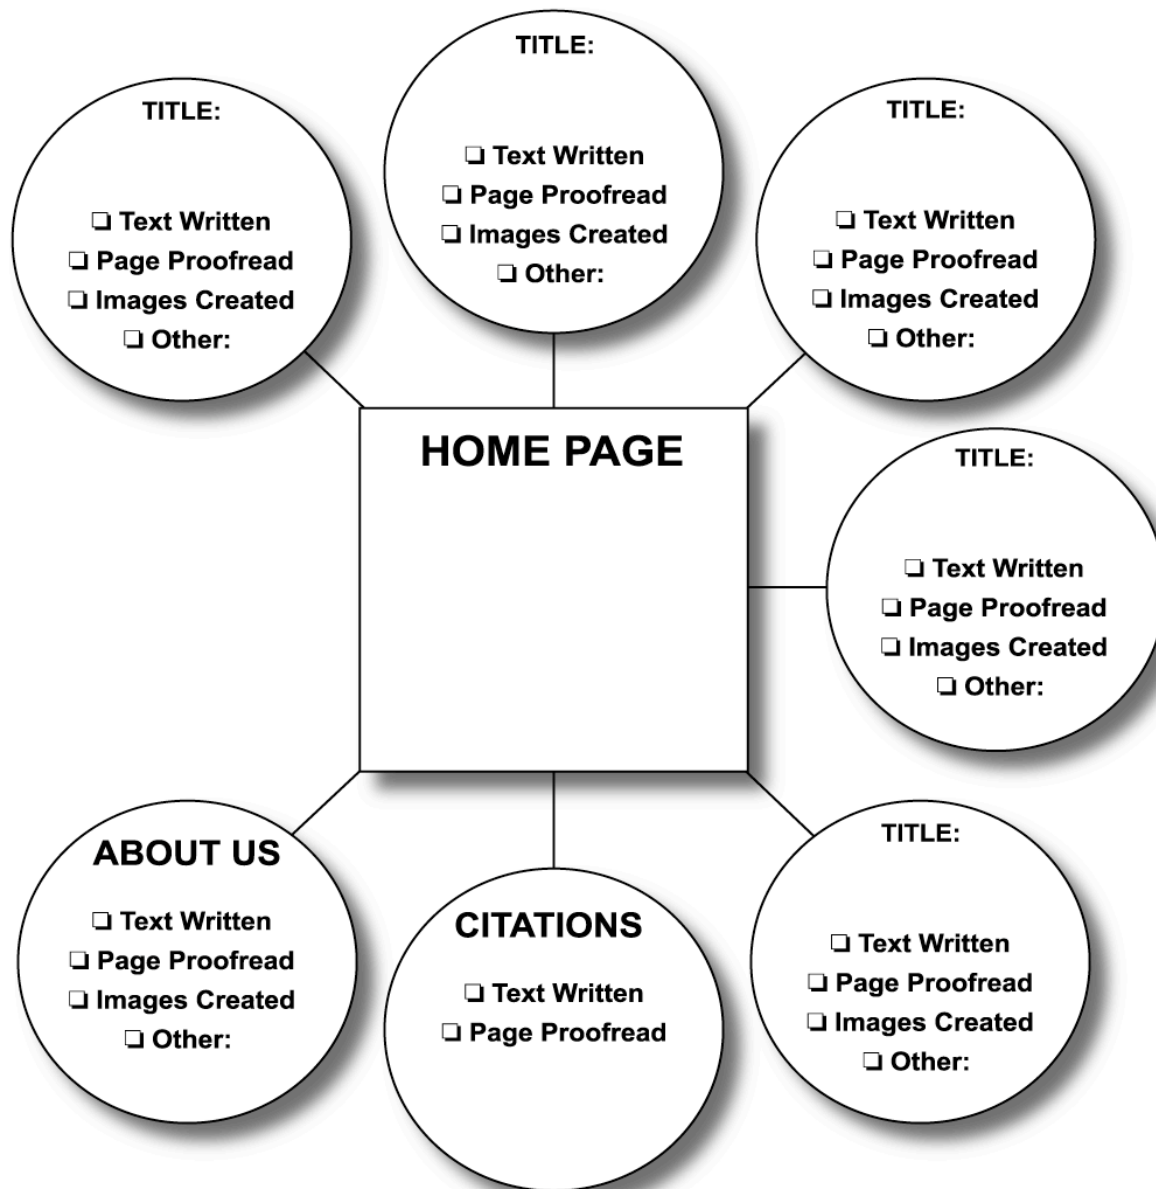 TITLE:
❏ Text Written
❏ Page Proofread
❏ Images Created
❏ Other:
TITLE:
❏ Text Written
❏ Page Proofread
❏ Images Created
❏ Other:
TITLE:
❏ Text Written
❏ Page Proofread
❏ Images Created
❏ Other:
HOME PAGE
TITLE:
❏ Text Written
❏ Page Proofread
❏ Images Created
❏ Other:
ABOUT US
❏ Text Written
❏ Page Proofread
❏ Images Created
❏ Other:
CITATIONS
❏ Text Written
❏ Page Proofread
TITLE:
❏ Text Written
❏ Page Proofread
❏ Images Created
❏ Other: